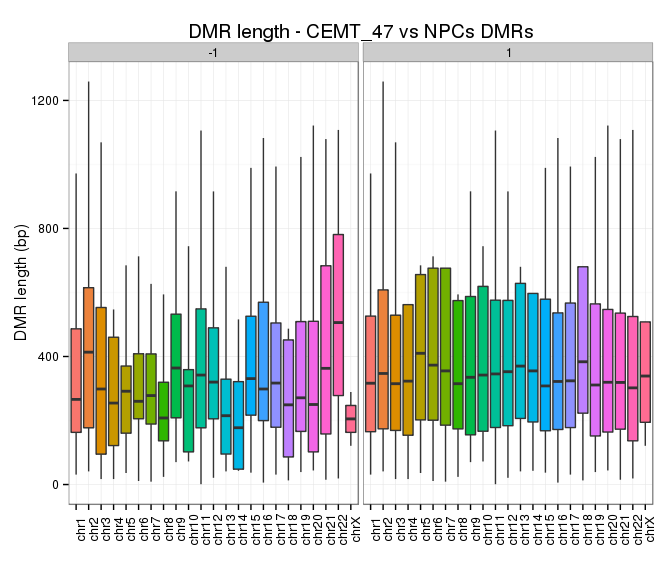 DMR length - CEMT_47 vs NPCs DMRs
-1
1
DMR length (bp)
1200
800
400
0
chr1
chr2
chr3
chr4
chr5
chr6
chr7
chr8
chr9
chr10
chr11
chr12
chr13
chr14
chr15
chr16
chr17
chr18
chr19
chr20
chr21
chr22
chrX
chr1
chr2
chr3
chr4
chr5
chr6
chr7
chr8
chr9
chr10
chr11
chr12
chr13
chr14
chr15
chr16
chr17
chr18
chr19
chr20
chr21
chr22
chrX